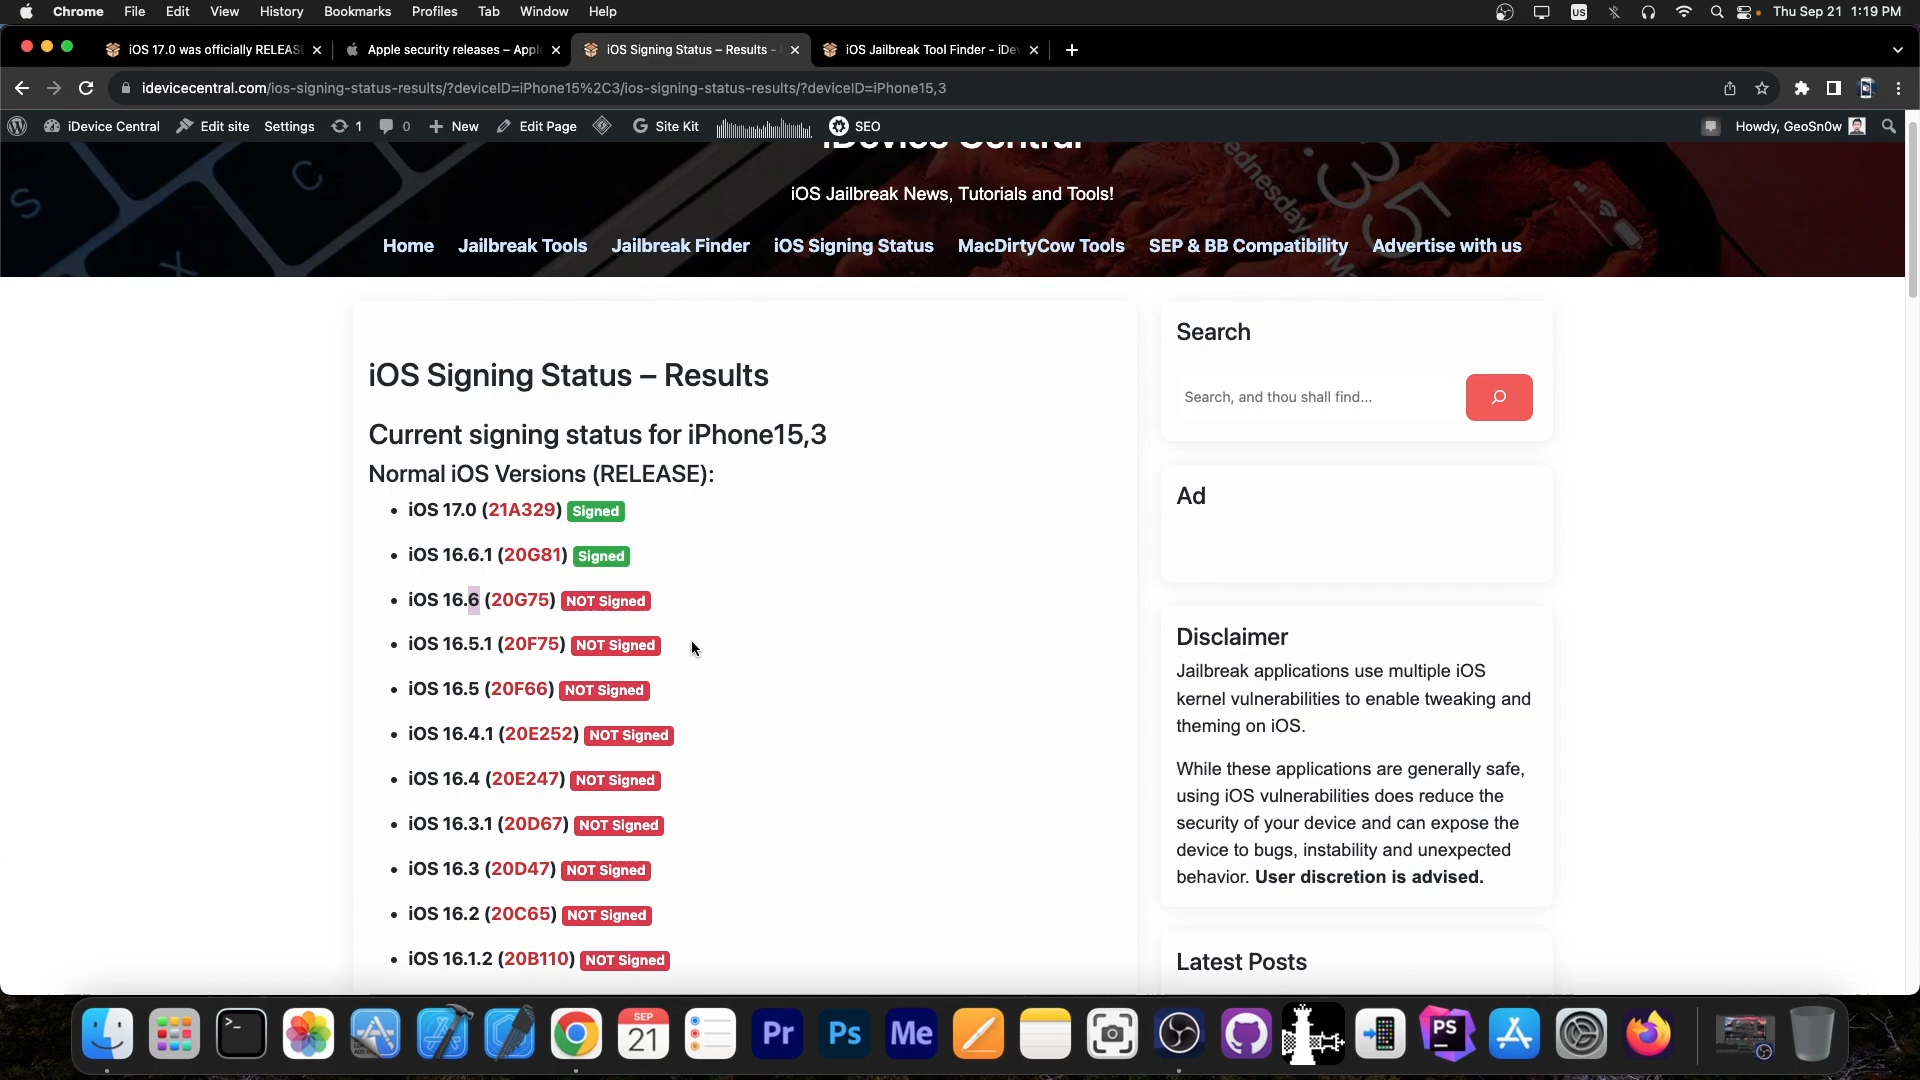 Chrome File Edit View History Bookmarks Profiles Tab Window Help
US
Thu Sep 21 1:19 PM
iOS 17.0 was officially RELEAS
Apple security releases – Appl
iOS Signing Status – Results -
iOS Jailbreak Tool Finder - iDe
idevicecentral.com/ios-signing-status-results/?deviceID=iPhone15%2C3/ios-signing-status-results/?deviceID=iPhone15,3
iDevice Central Edit site Settings 1 0 New Edit Page Site Kit SEO
Howdy, GeoSn0w
iDevice Central
iOS Jailbreak News, Tutorials and Tools!
Home Jailbreak Tools Jailbreak Finder iOS Signing Status MacDirtyCow Tools SEP & BB Compatibility Advertise with us
iOS Signing Status – Results
Current signing status for iPhone15,3
Normal iOS Versions (RELEASE):
• iOS 17.0 (21A329) Signed
• iOS 16.6.1 (20G81) Signed
• iOS 16.6 (20G75) NOT Signed
• iOS 16.5.1 (20F75) NOT Signed
• iOS 16.5 (20F66) NOT Signed
• iOS 16.4.1 (20E252) NOT Signed
• iOS 16.4 (20E247) NOT Signed
• iOS 16.3.1 (20D67) NOT Signed
• iOS 16.3 (20D47) NOT Signed
• iOS 16.2 (20C65) NOT Signed
• iOS 16.1.2 (20B110) NOT Signed
Search
Search, and thou shall find...
Ad
Disclaimer
Jailbreak applications use multiple iOS
kernel vulnerabilities to enable tweaking and
theming on iOS.
While these applications are generally safe,
using iOS vulnerabilities does reduce the
security of your device and can expose the
device to bugs, instability and unexpected
behavior. User discretion is advised.
Latest Posts
SEP
21
Pr
Ps
Me
PS